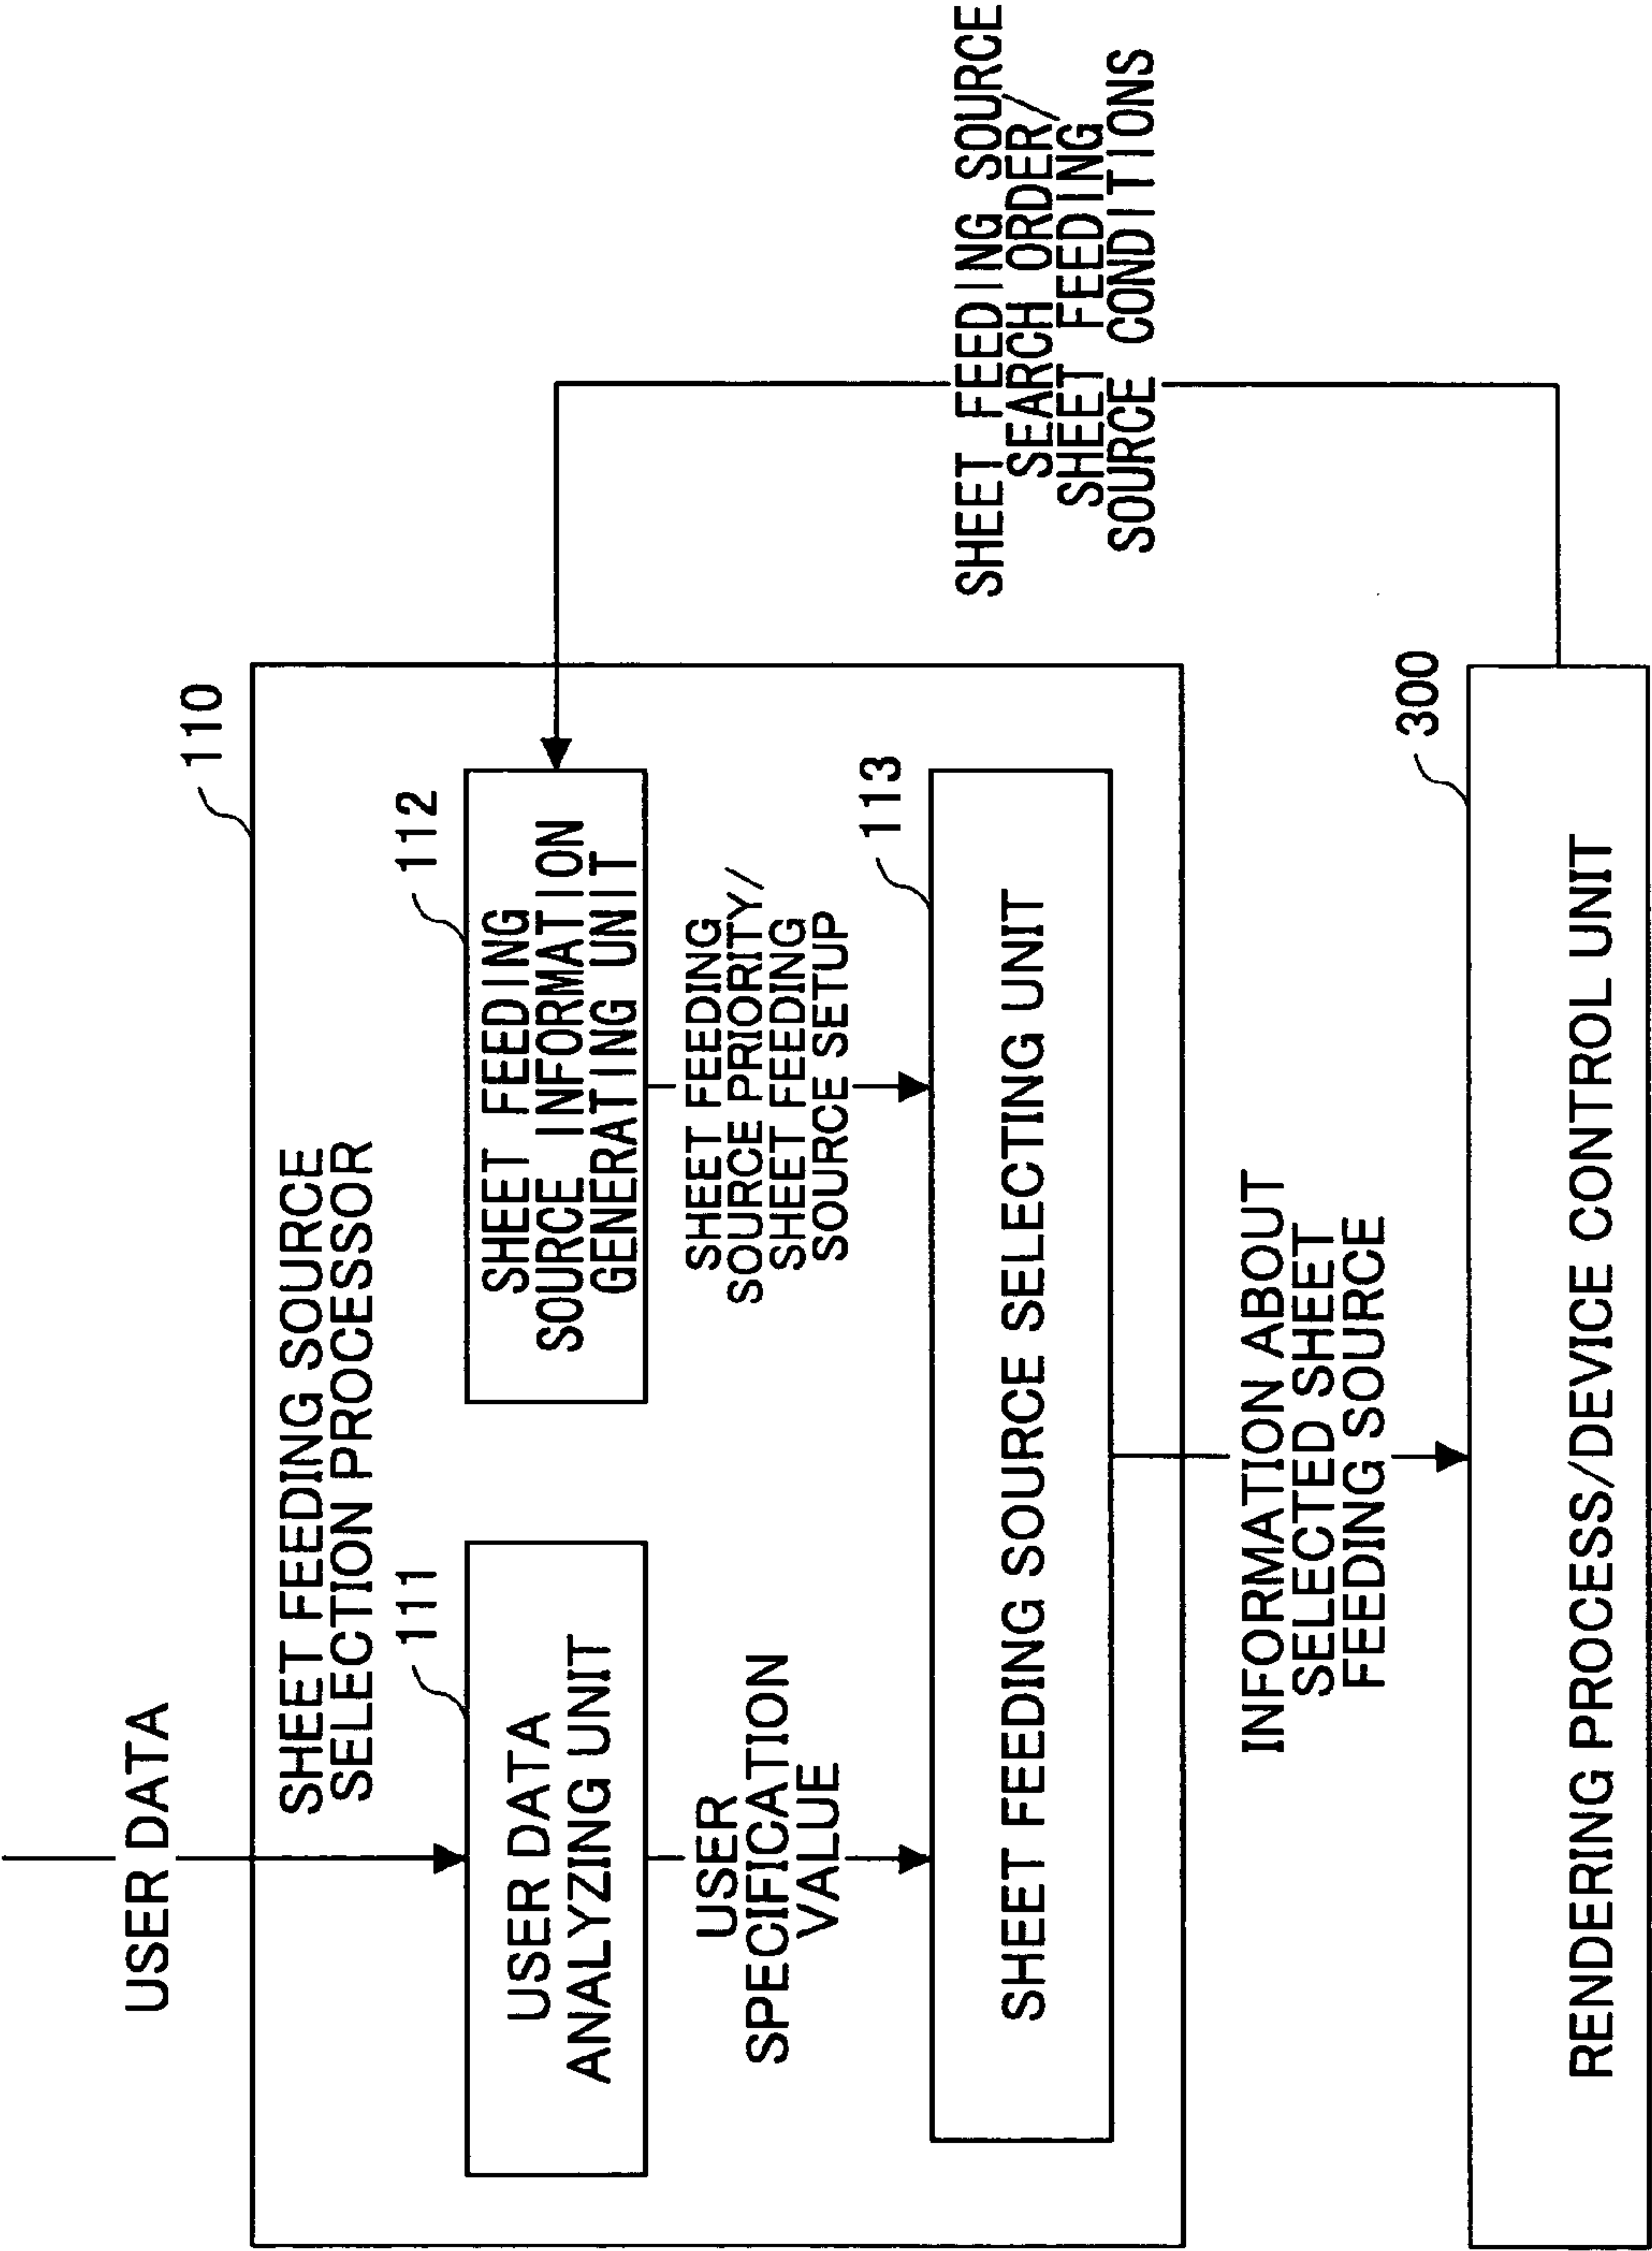 USER DATA
110
SHEET FEEDING SOURCE
SELECTION PROCESSOR
111
USER DATA
ANALYZING UNIT
112
SHEET FEEDING
SOURCE INFORMATION
GENERATING UNIT
USER
SPECIFICATION
VALUE
SHEET FEEDING
SOURCE PRIORITY/
SHEET FEEDING
SOURCE SETUP
113
SHEET FEEDING SOURCE SELECTING UNIT
SHEET FEEDING SOURCE
SEARCH ORDER/
SHEET FEEDING
SOURCE CONDITIONS
INFORMATION ABOUT
SELECTED SHEET
FEEDING SOURCE
300
RENDERING PROCESS/DEVICE CONTROL UNIT